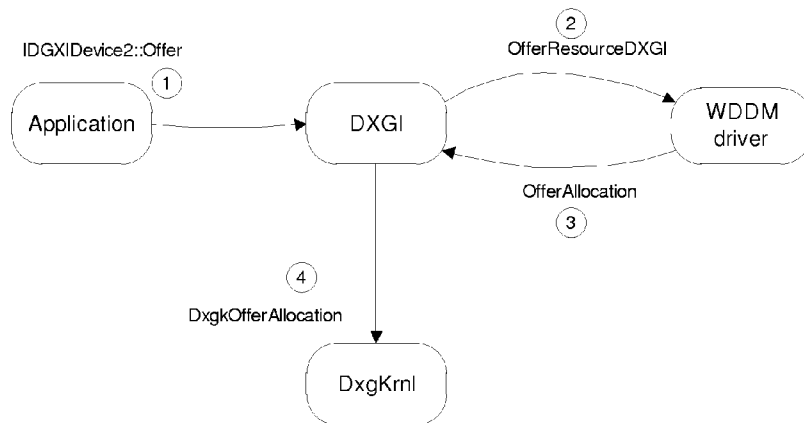 IDGXIDevice2::Offer
1
Application
DXGI
2
OfferResourceDXGI
WDDM
driver
OfferAllocation
3
4
DxgkOfferAllocation
DxgKrnl